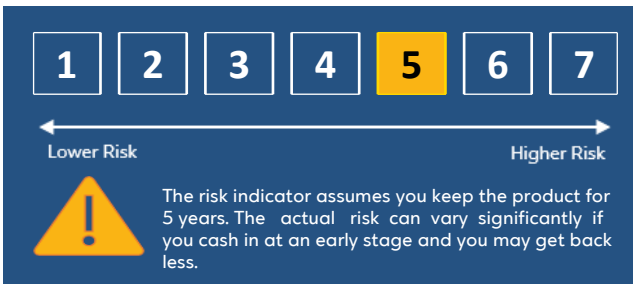 1 2 3 4 5 6 7
Lower Risk Higher Risk
The risk indicator assumes you keep the product for
5 years. The actual risk can vary significantly if
you cash in at an early stage and you may get back
less.